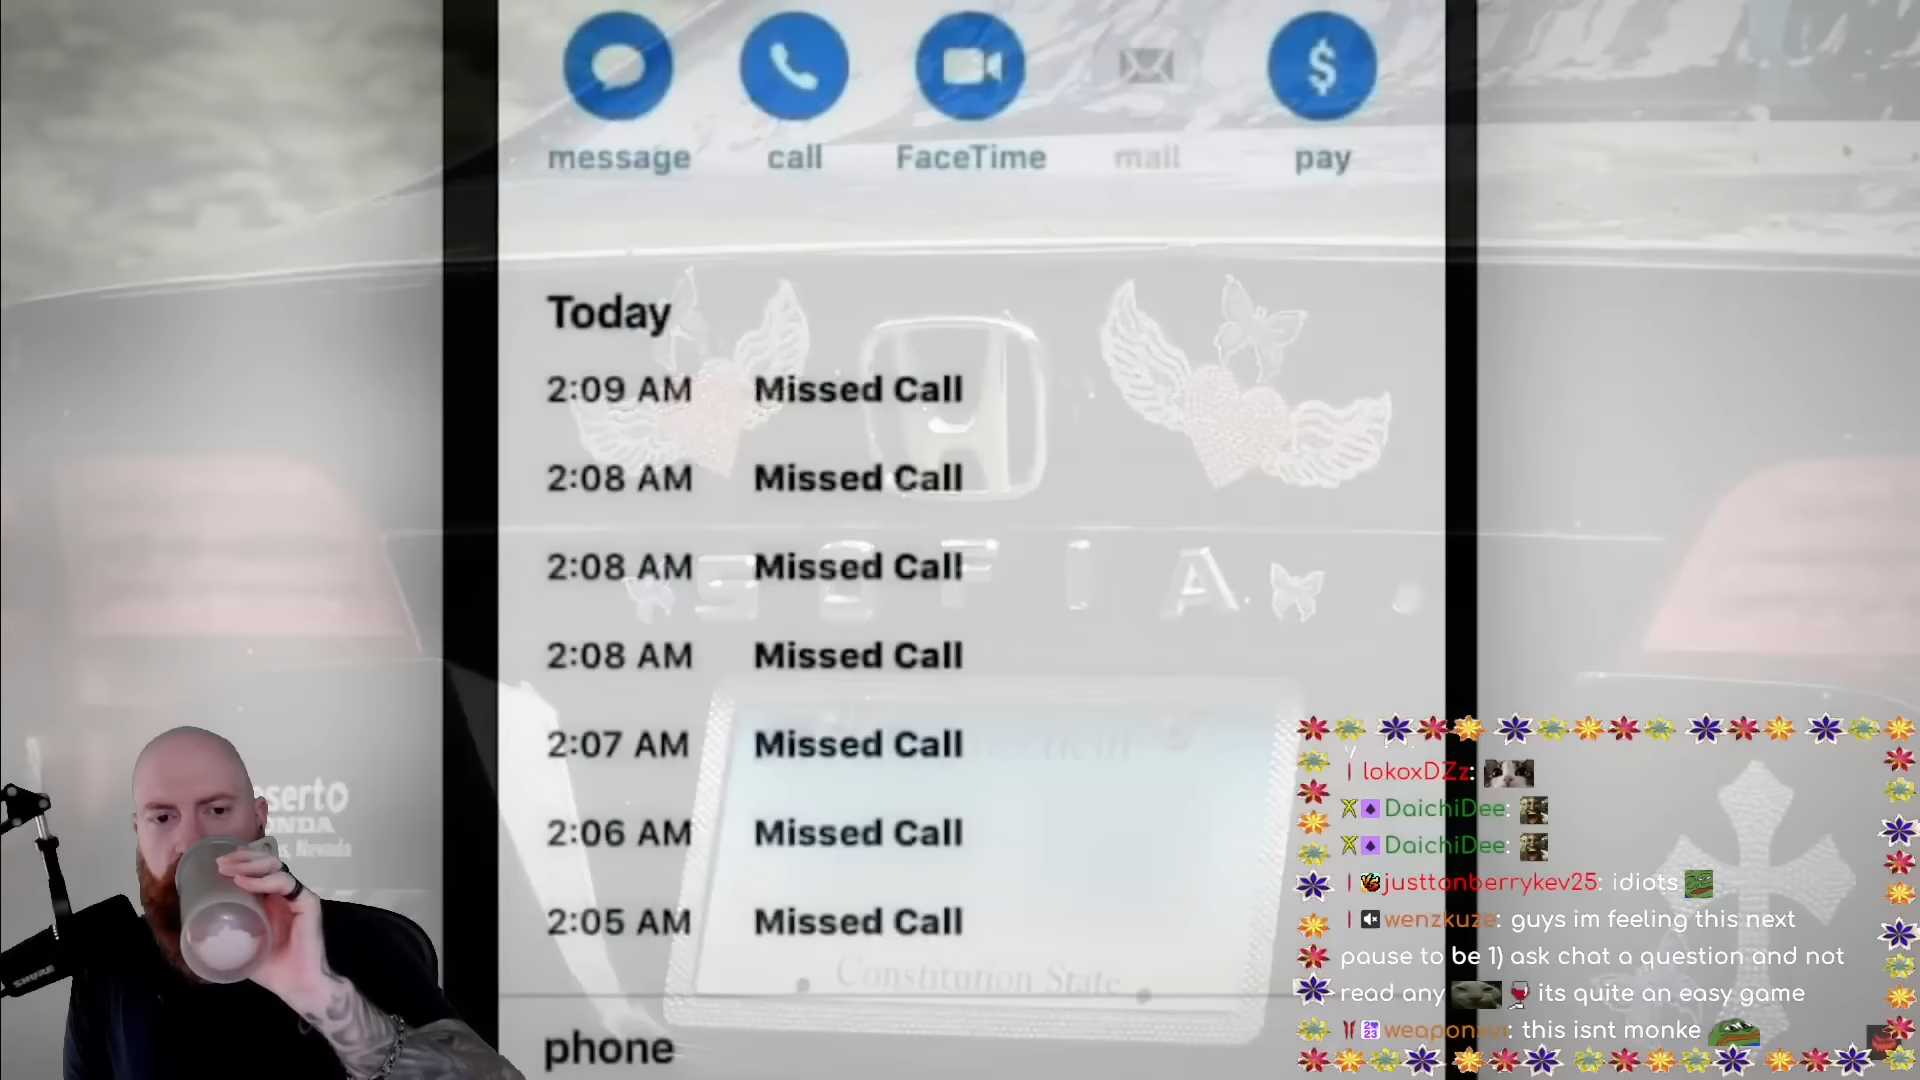 message call FaceTime mail pay
Today
2:09 AM Missed Call
2:08 AM Missed Call
2:08 AM Missed Call
SOFIA
2:08 AM Missed Call
2:07 AM Missed Call
2:06 AM Missed Call
2:05 AM Missed Call
Constitution State
phone
Nevada
SHURE
lokoxDZz:
DaichiDee:
DaichiDee:
justtonberrykev25: idiots
wenzkuze: guys im feeling this next
pause to be 1) ask chat a question and not
read any its quite an easy game
: this isnt monke